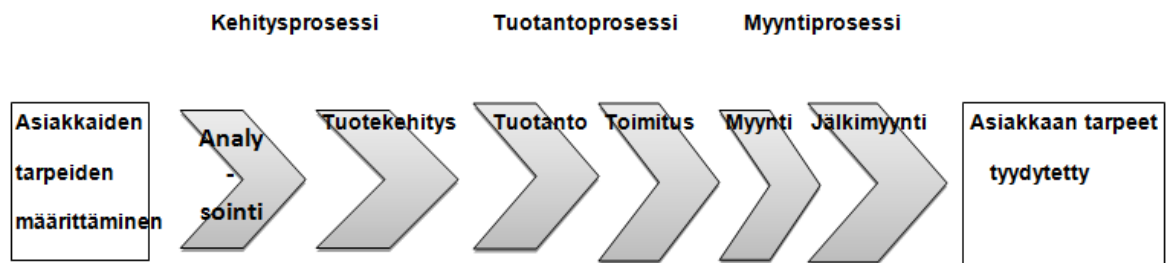 Kehitysprosessi Tuotantoprosessi Myyntiprosessi
Asiakkaiden
tarpeiden
määrittäminen
Analy
-
sointi
Tuotekehitys
Tuotanto
Toimitus
Myynti
Jälkimyynti
Asiakkaan tarpeet
tyydytetty